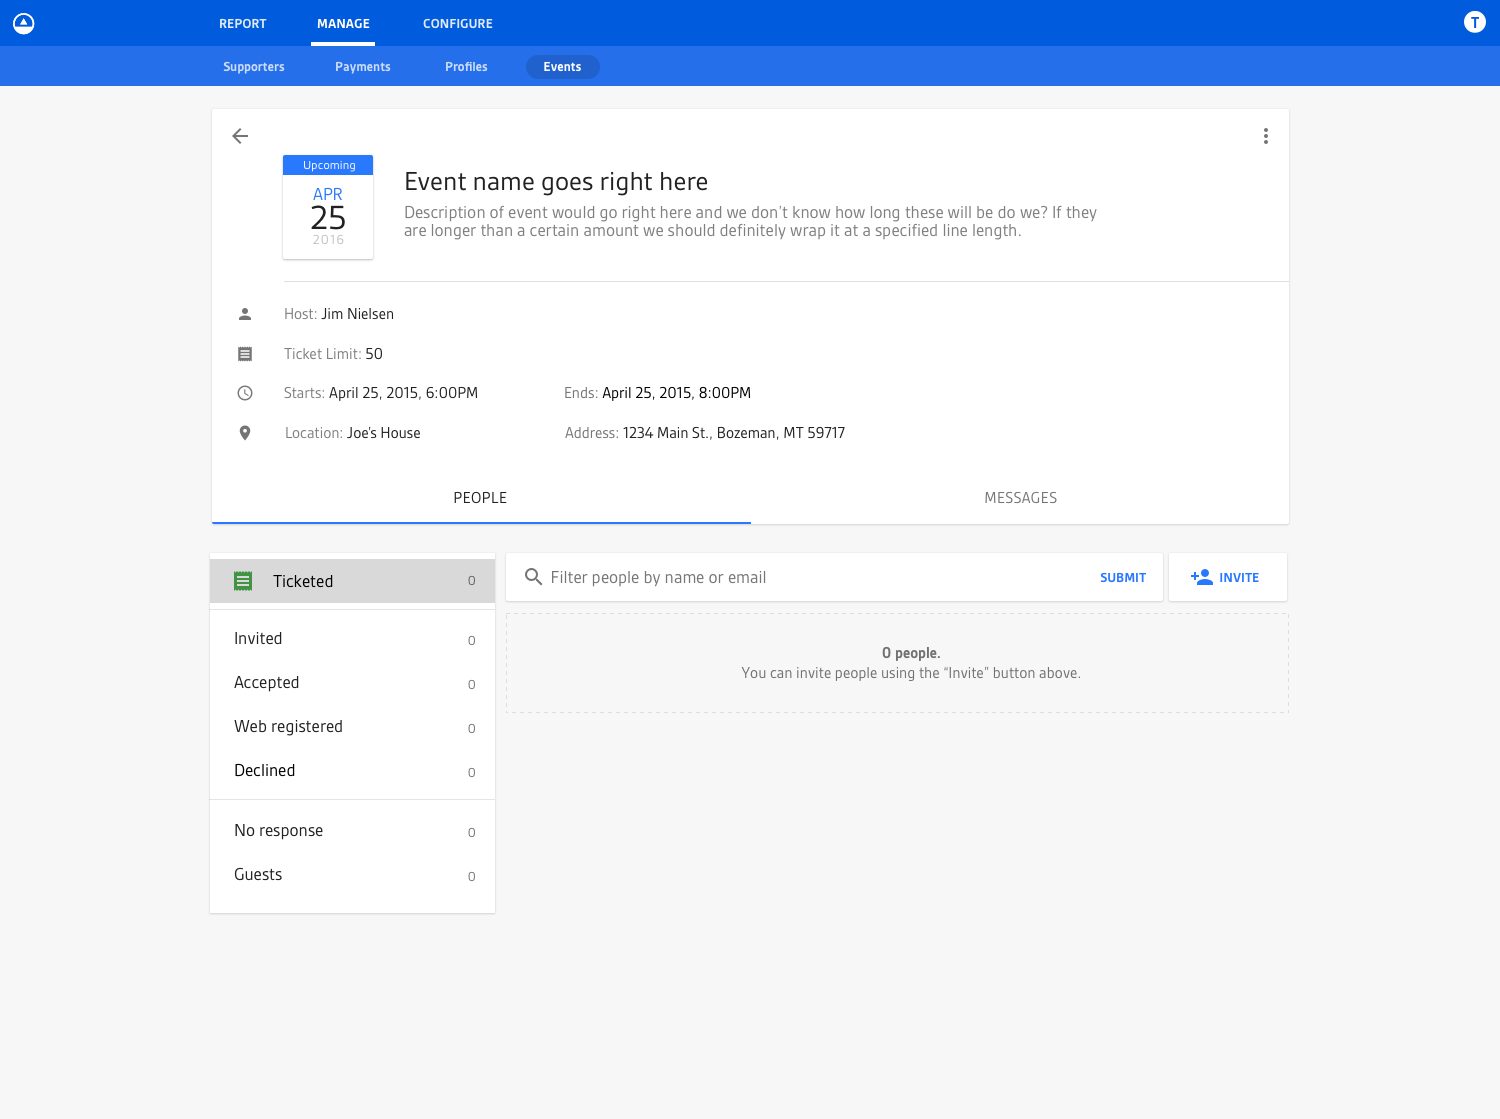 REPORT MANAGE CONFIGURE T
Supporters Payments Profiles Events
Upcoming
APR
25
2016
Event name goes right here
Description of event would go right here and we don't know how long these will be do we? If they
are longer than a certain amount we should definitely wrap it at a specified line length.
Host: Jim Nielsen
Ticket Limit: 50
Starts: April 25, 2015, 6:00PM Ends: April 25, 2015, 8:00PM
Location: Joe's House Address: 1234 Main St., Bozeman, MT 59717
PEOPLE MESSAGES
Ticketed 0
Invited 0
Accepted 0
Web registered 0
Declined 0
No response 0
Guests 0
Filter people by name or email SUBMIT INVITE
0 people.
You can invite people using the “Invite” button above.